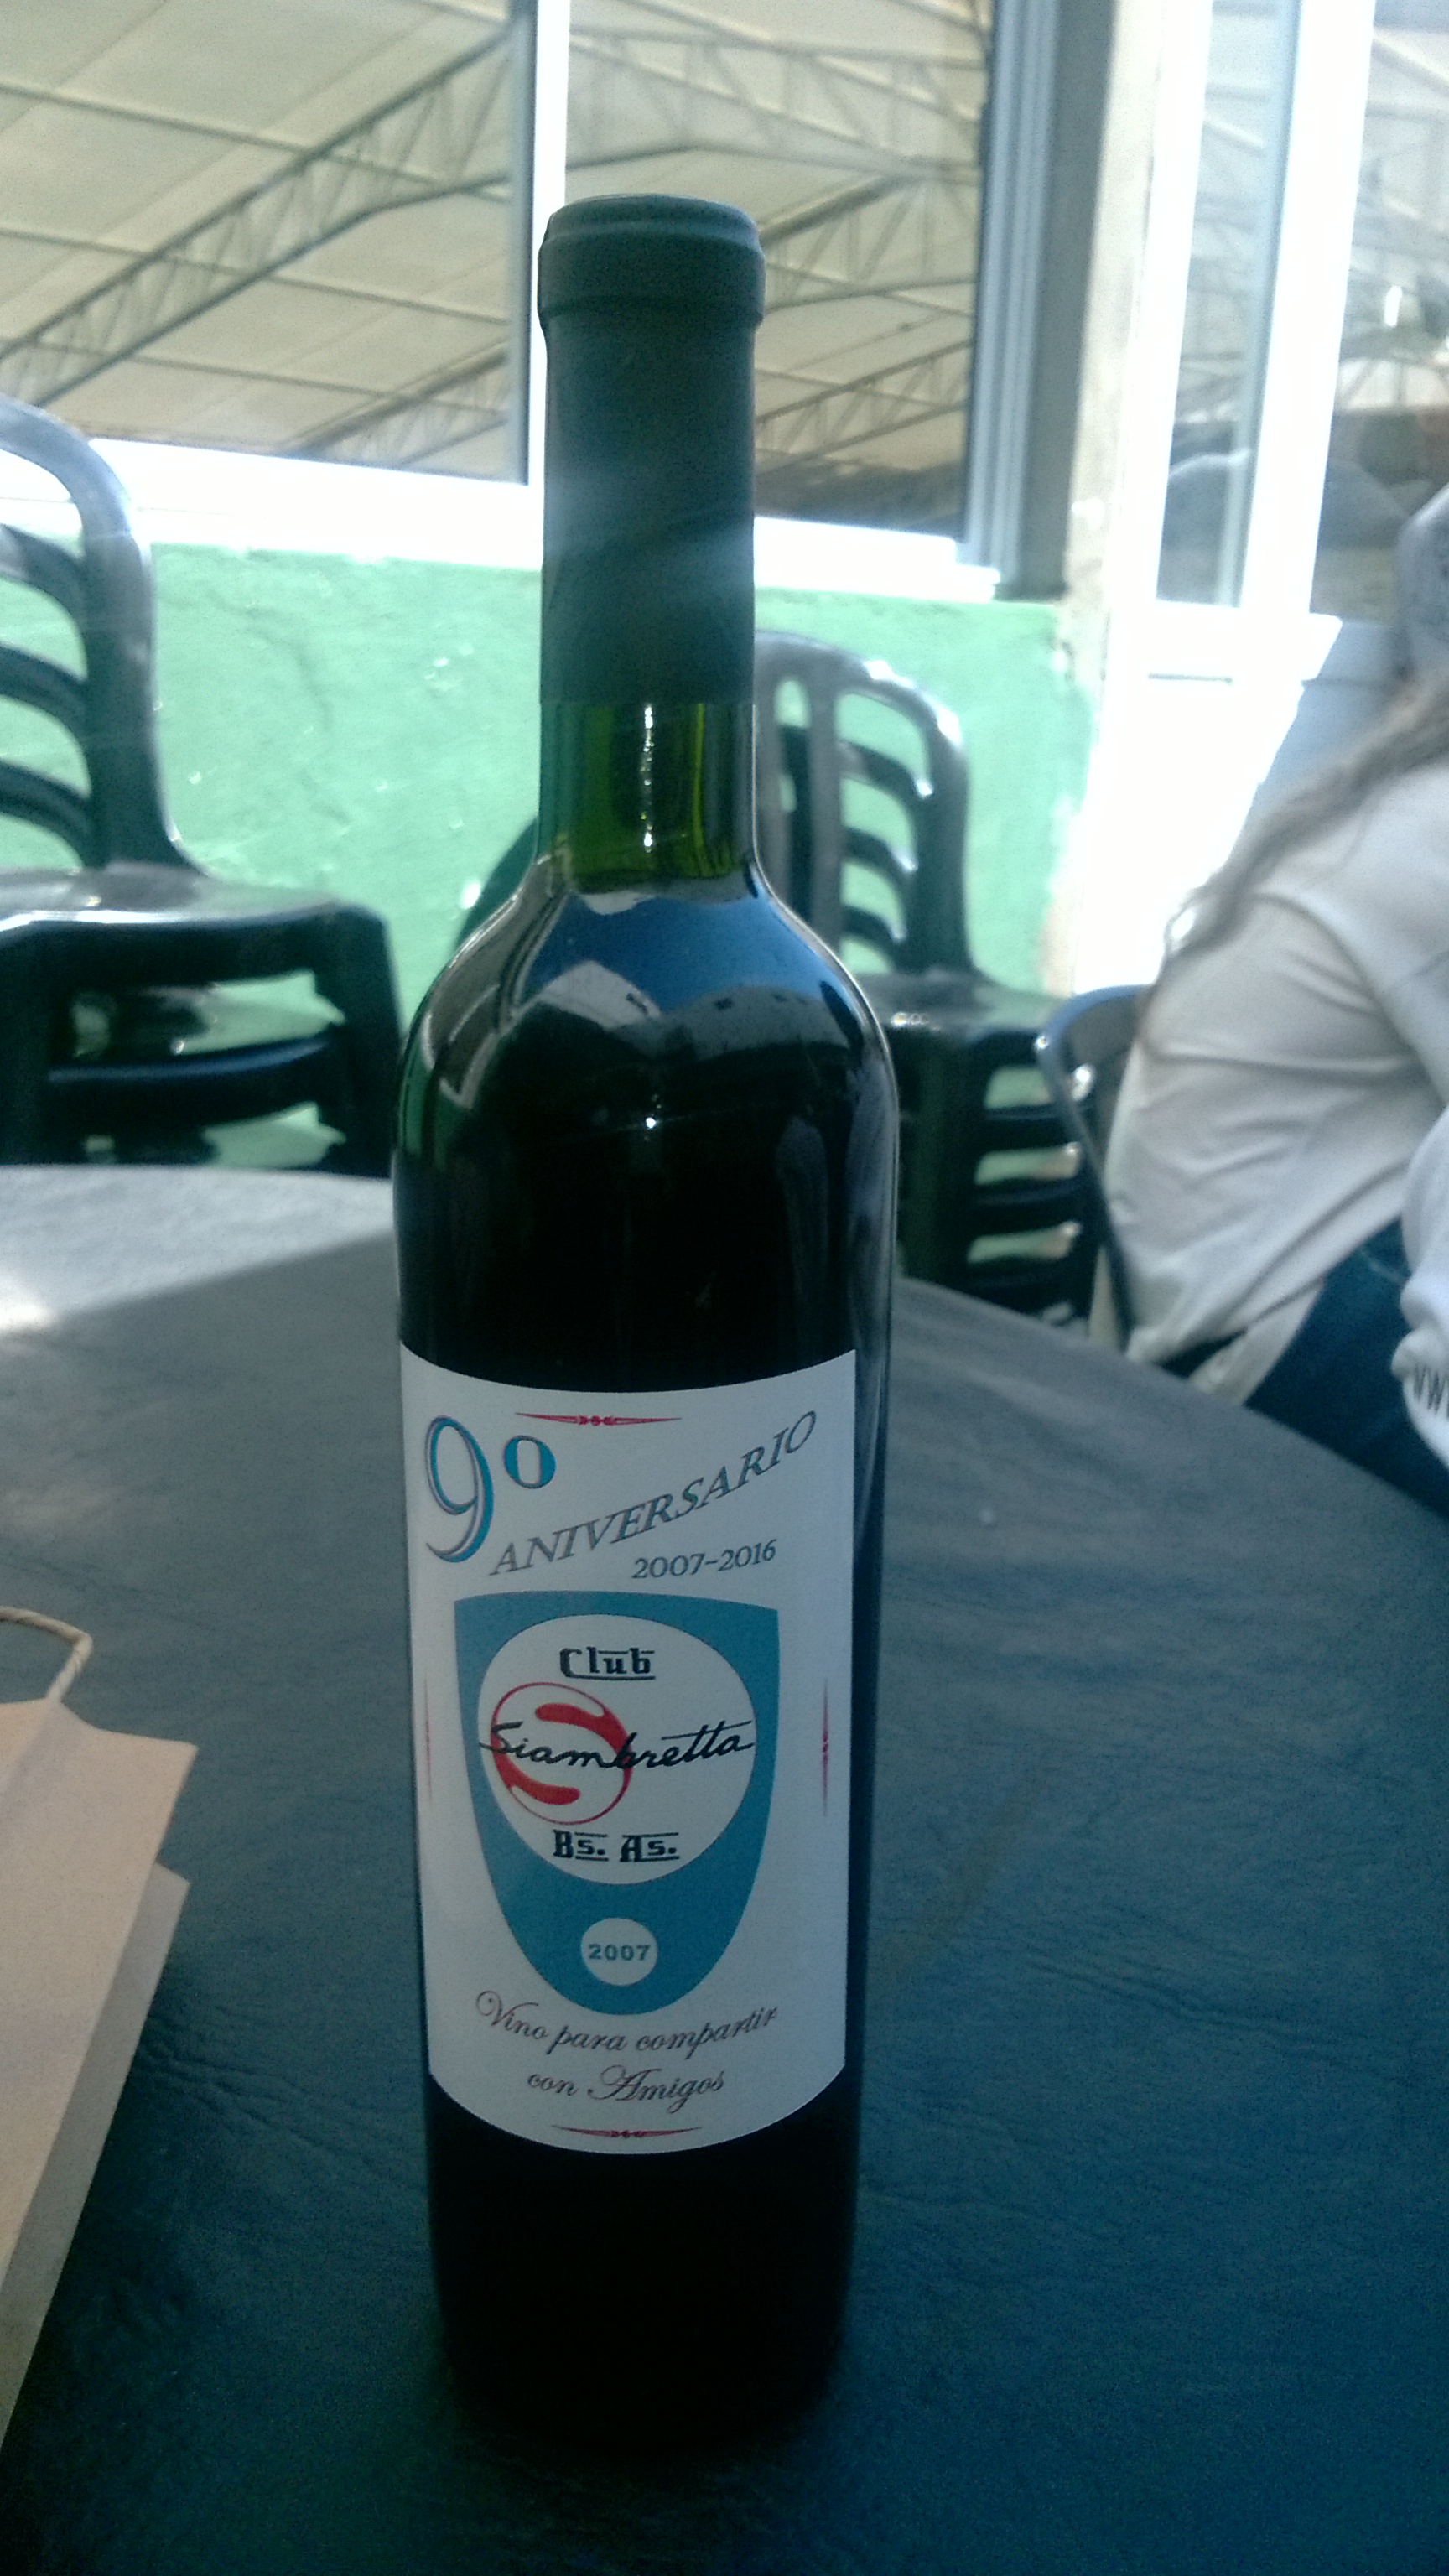 9º
ANIVERSARIO
2007-2016
Club
Siambretta
Bs. As.
2007
Vino para compartir
con Amigos